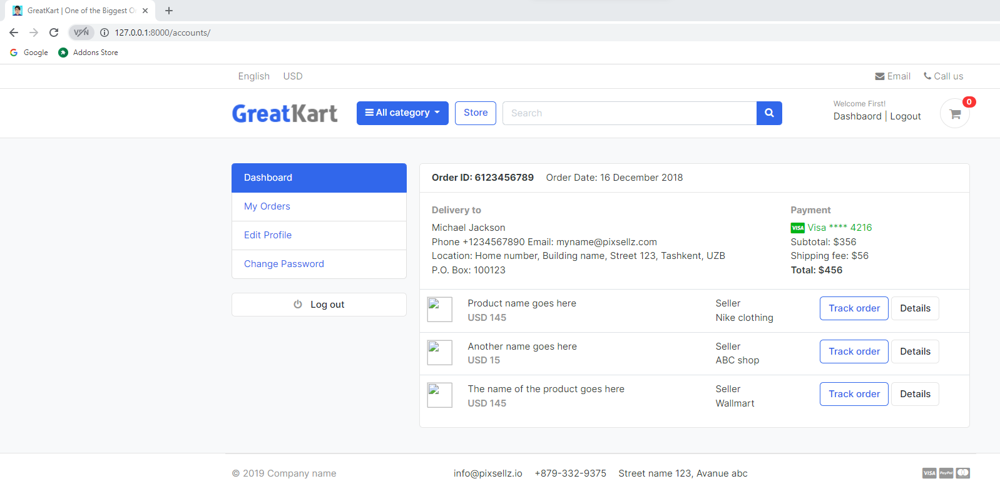 GreatKart | One of the Biggest O
VPN
127.0.0.1:8000/accounts/
Google Addons Store
English USD Email Call us
GreatKart All category Store Search Welcome First! 0
Dashbaord | Logout
Dashboard
My Orders
Edit Profile
Change Password
Log out
Order ID: 6123456789 Order Date: 16 December 2018
Delivery to
Michael Jackson
Phone +1234567890 Email: myname@pixsellz.com
Location: Home number, Building name, Street 123, Tashkent, UZB
P.O. Box: 100123
Payment
VISA Visa **** 4216
Subtotal: $356
Shipping fee: $56
Total: $456
Product name goes here
USD 145
Seller
Nike clothing
Track order Details
Another name goes here
USD 15
Seller
ABC shop
Track order Details
The name of the product goes here
USD 145
Seller
Wallmart
Track order Details
© 2019 Company name info@pixsellz.io +879-332-9375 Street name 123, Avanue abc VISA PayPal